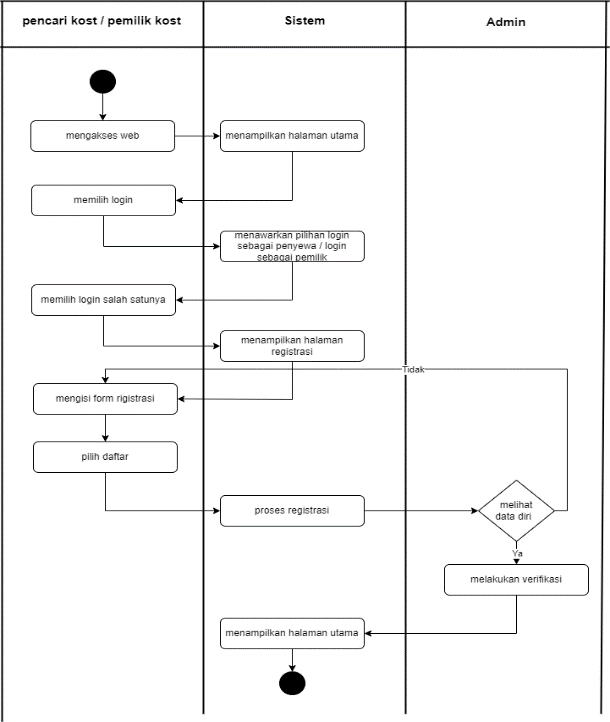 pencari kost / pemilik kost
Sistem
Admin
mengakses web
menampilkan halaman utama
memilih login
menawarkan pilihan login
sebagai penyewa / login
sebagai pemilik
memilih login salah satunya
menampilkan halaman
registrasi
Tidak
mengisi form rigistrasi
pilih daftar
proses registrasi
melihat
data diri
Ya
melakukan verifikasi
menampilkan halaman utama